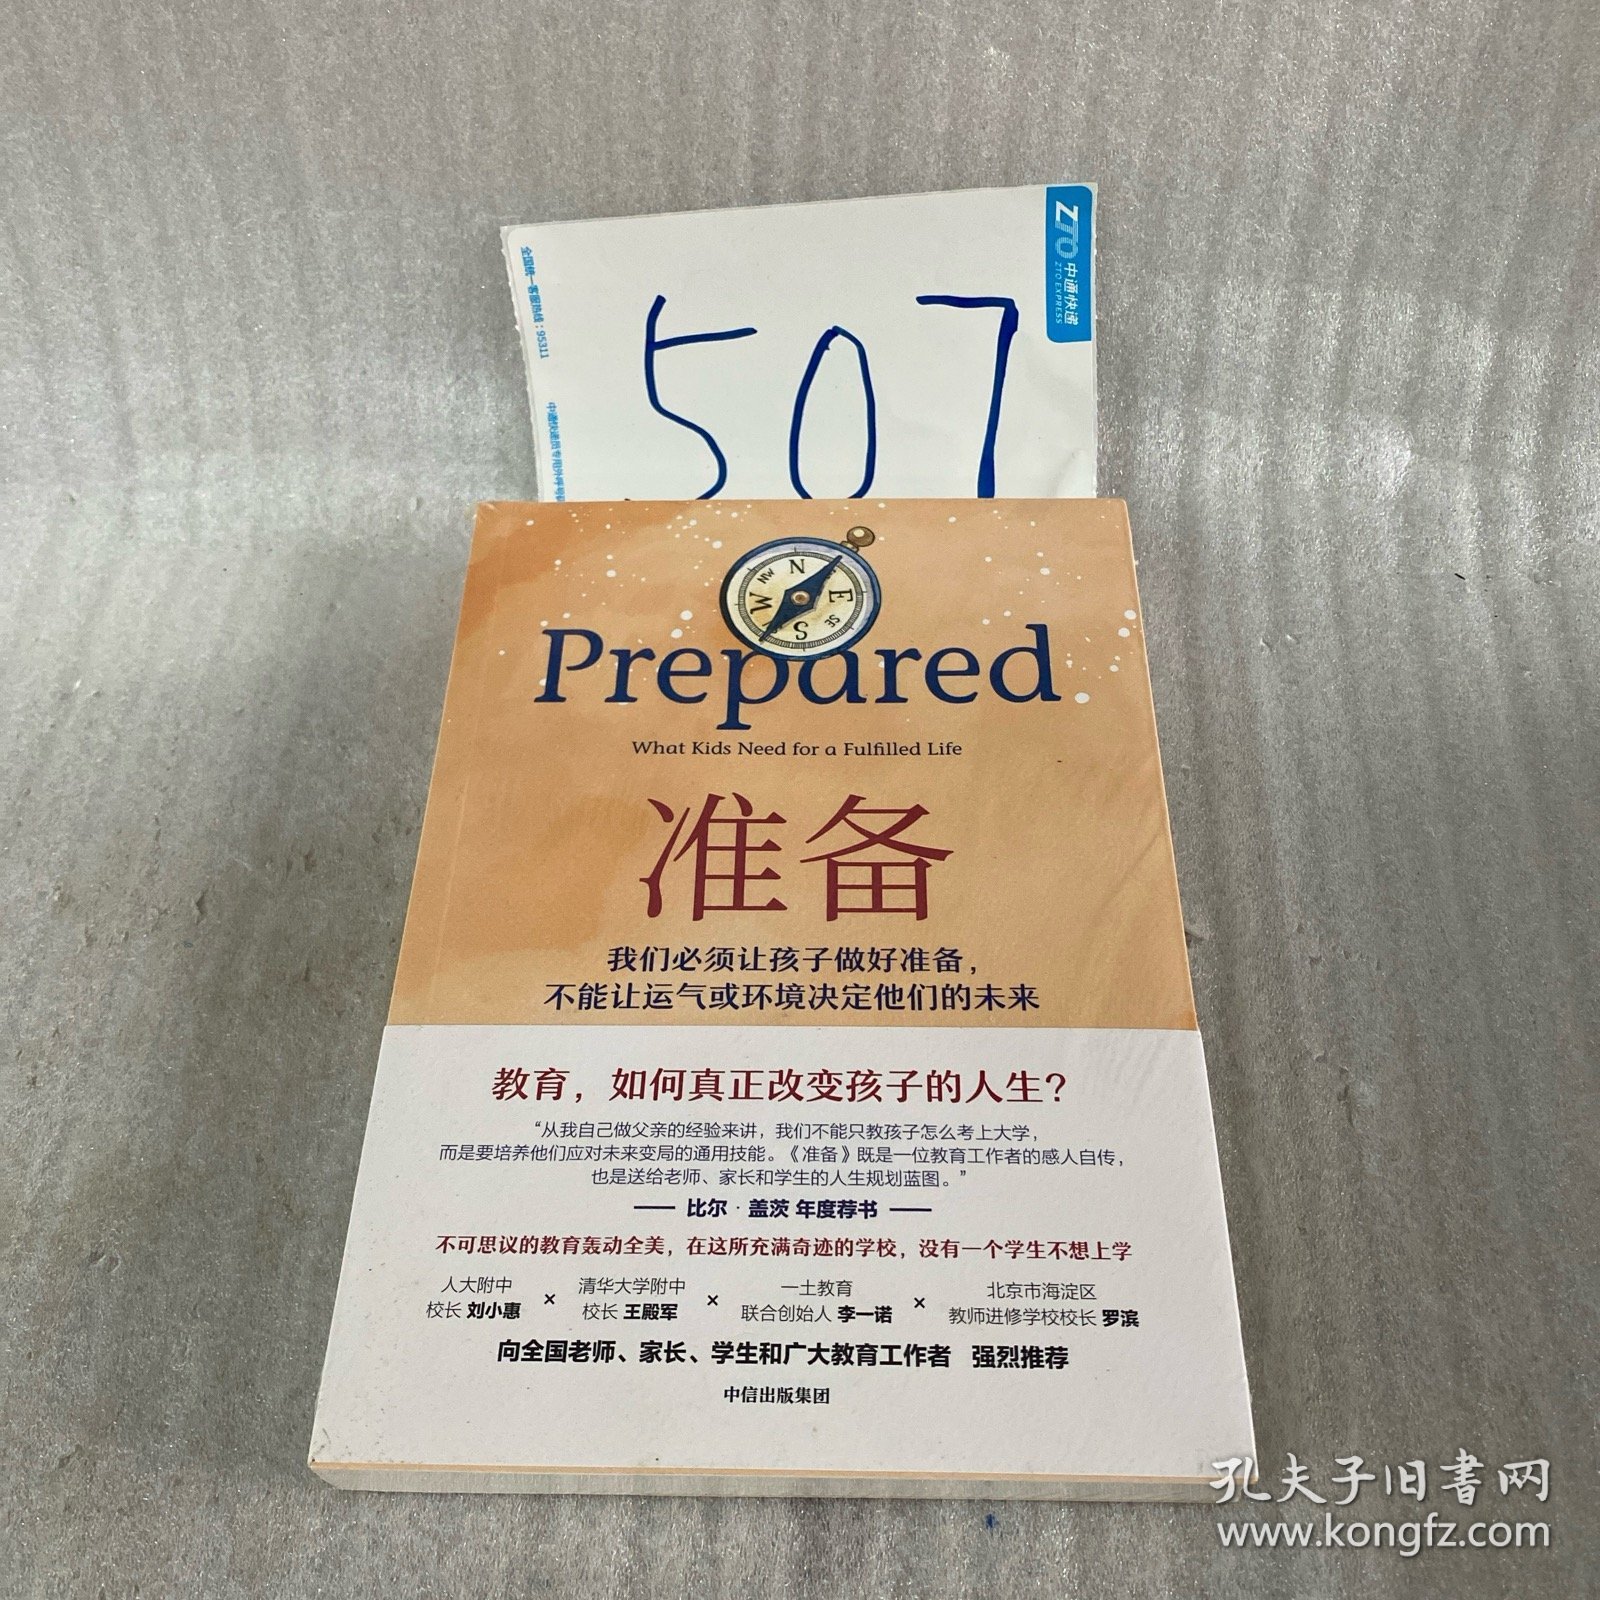 ZTO 中通快递
ZTO EXPRESS
全国统一客服热线：95311
507
N
NW
W
E
S
SE
Prepared
What Kids Need for a Fulfilled Life
准备
我们必须让孩子做好准备，
不能让运气或环境决定他们的未来
教育，如何真正改变孩子的人生？
“从我自己做父亲的经验来讲，我们不能只教孩子怎么考上大学，
而是要培养他们应对未来变局的通用技能。《准备》既是一位教育工作者的感人自传，
也是送给老师、家长和学生的人生规划蓝图。”
—— 比尔·盖茨 年度荐书 ——
不可思议的教育轰动全美，在这所充满奇迹的学校，没有一个学生不想上学
人大附中
校长 刘小惠
×
清华大学附中
校长 王殿军
×
一土教育
联合创始人 李一诺
×
北京市海淀区
教师进修学校校长 罗滨
向全国老师、家长、学生和广大教育工作者 强烈推荐
中信出版集团
孔夫子旧书网
www.kongfz.com